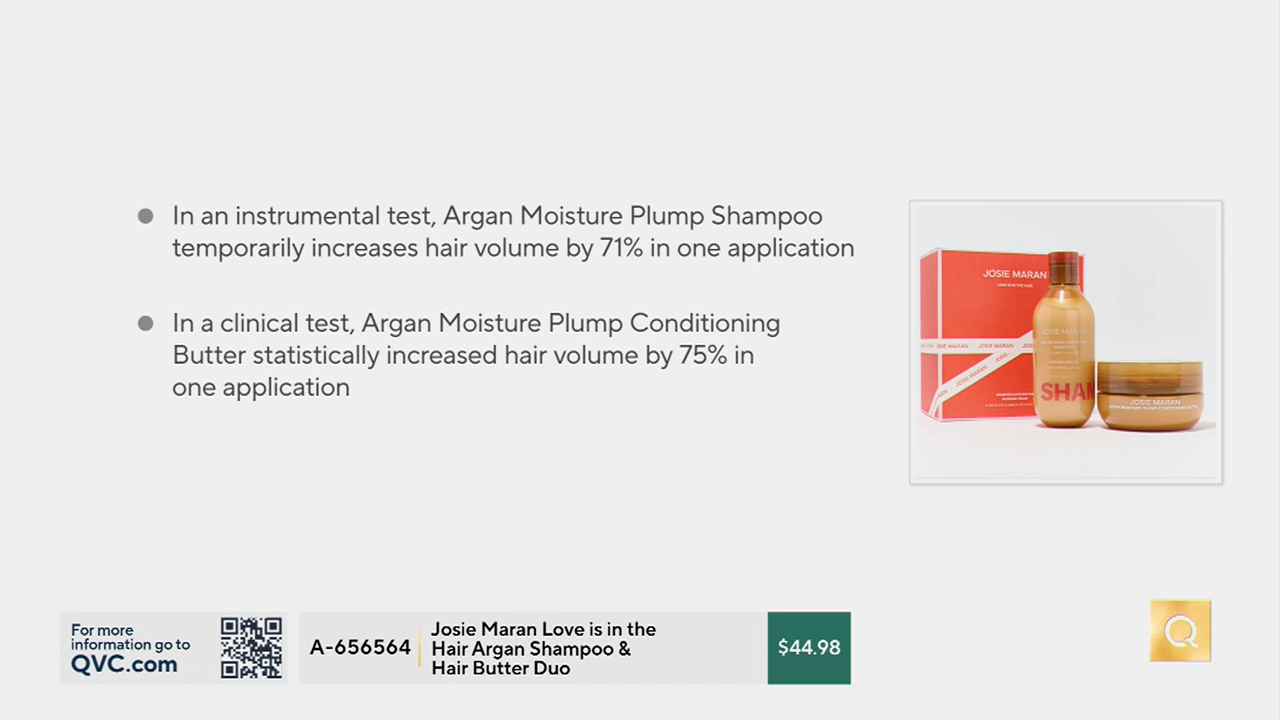 In an instrumental test, Argan Moisture Plump Shampoo
temporarily increases hair volume by 71% in one application
In a clinical test, Argan Moisture Plump Conditioning
Butter statistically increased hair volume by 75% in
one application
JOSIE MARAN
JOSIE MARAN
SHAM
JOSIE MARAN
For more
information go to
QVC.com
A-656564
Josie Maran Love is in the
Hair Argan Shampoo &
Hair Butter Duo
$44.98
Q